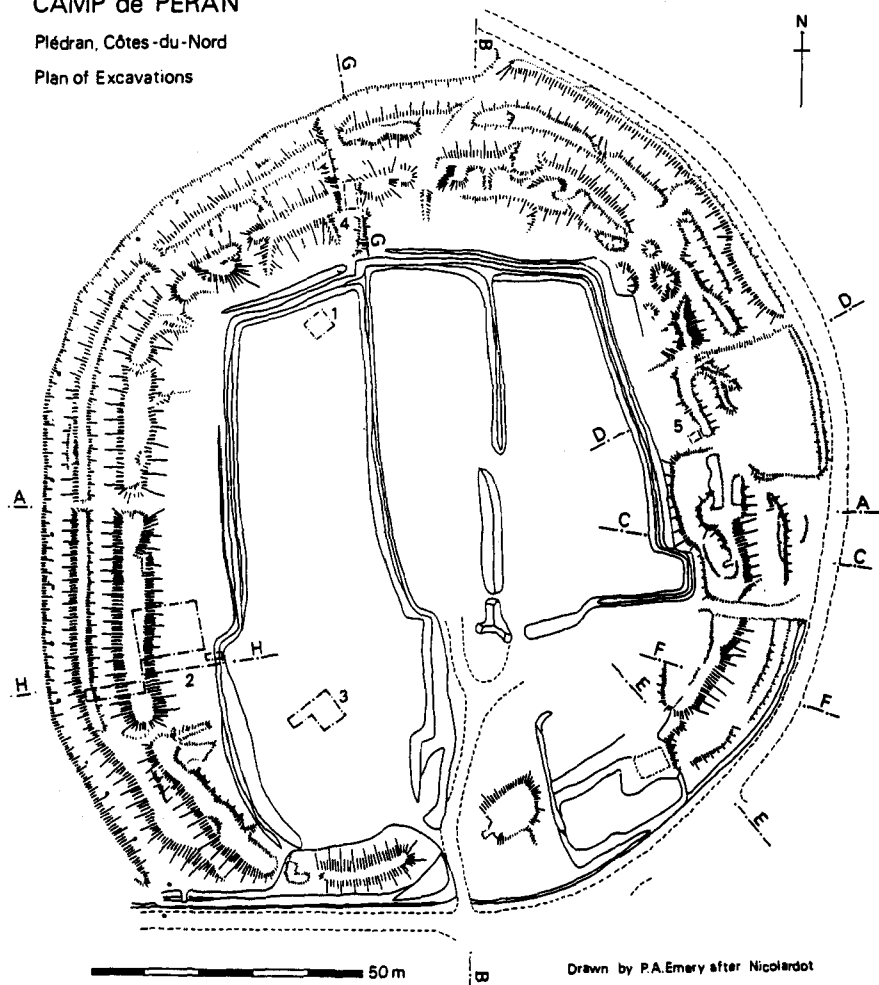 CAMP de PERAN
Plédran, Côtes-du-Nord
Plan of Excavations
N
B
G
4
G
1
D
D
5
A
A
C
C
H
H
2
F
E
3
F
E
50 m
B
Drawn by P.A.Emery after Nicolardot